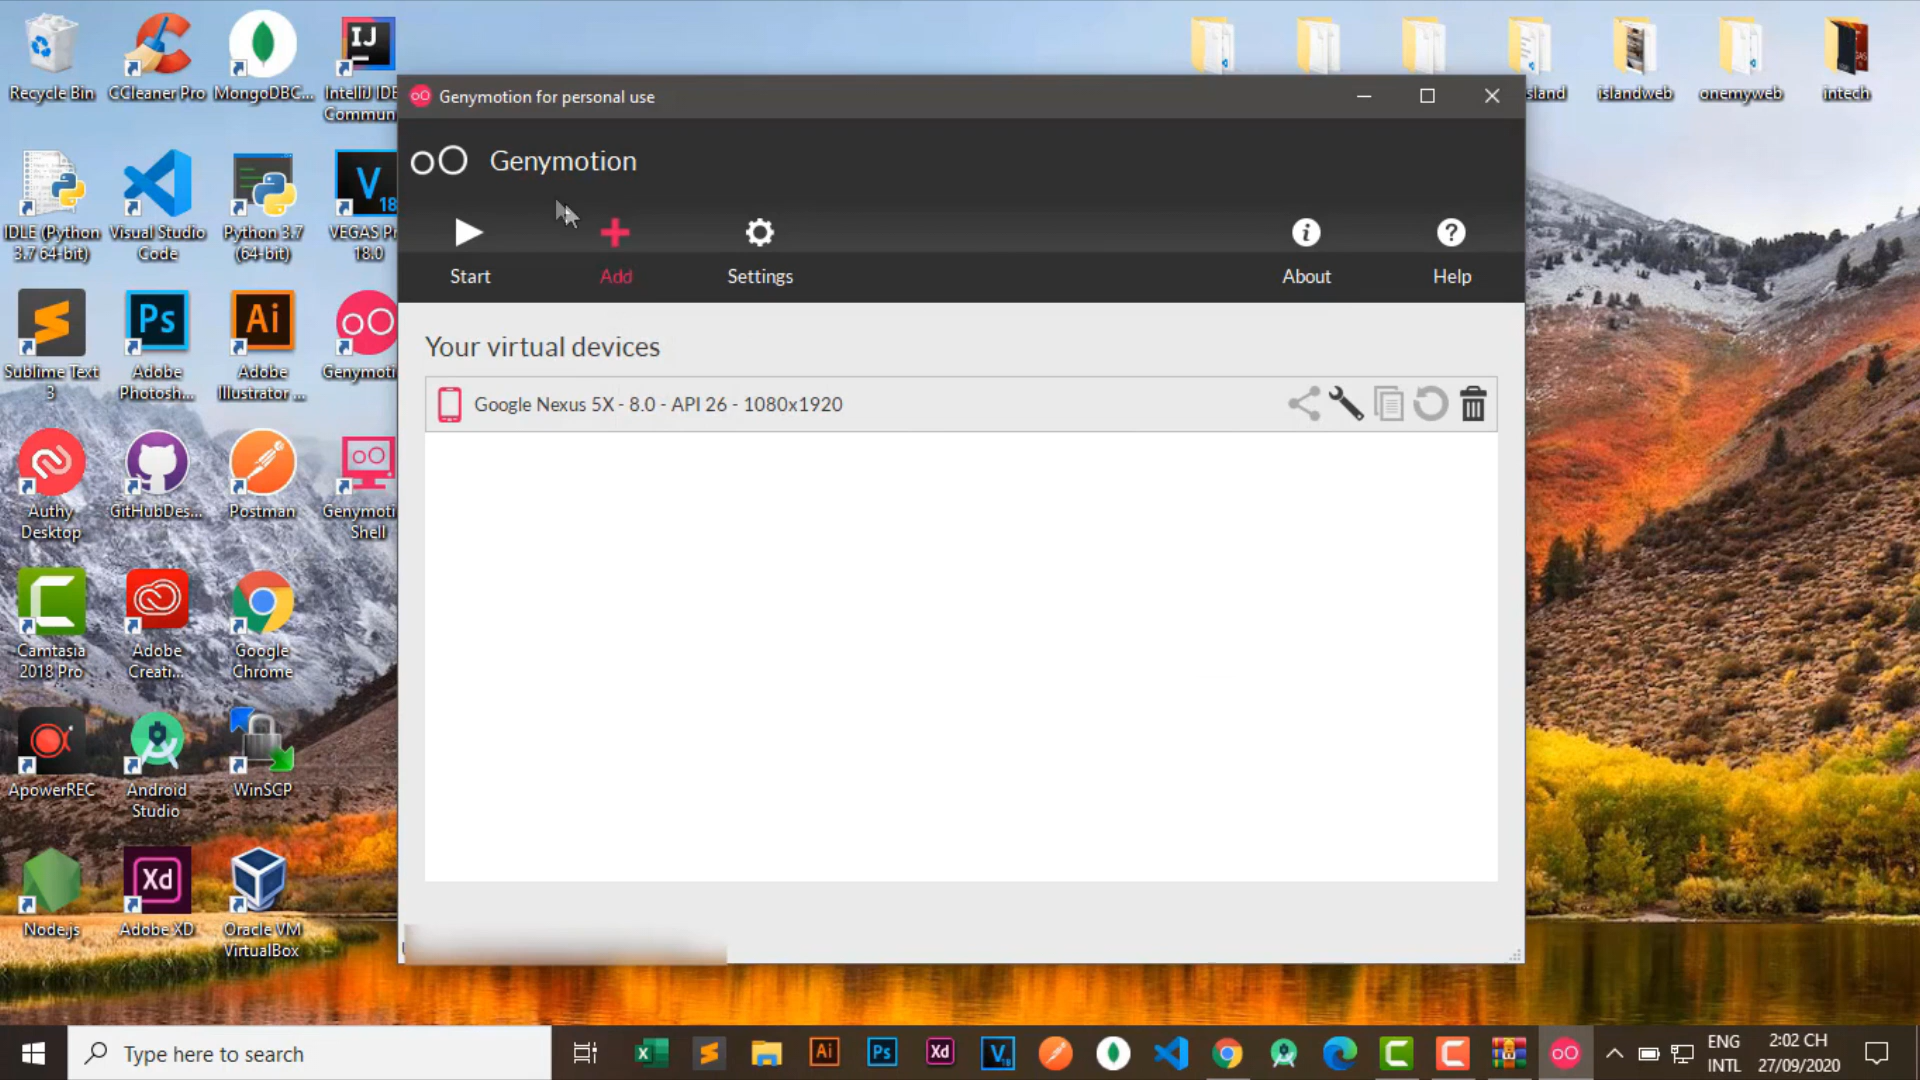 Recycle Bin
CCleaner Pro
MongoDBC...
IntelliJ IDE
Commun
IDLE (Python
3.7 64-bit)
Visual Studio
Code
Python 3.7
(64-bit)
VEGAS Pr
18.0
Sublime Text
3
Adobe
Photosh...
Adobe
Illustrator ...
Genymoti
Authy
Desktop
GitHubDes...
Postman
Genymoti
Shell
Camtasia
2018 Pro
Adobe
Creati...
Google
Chrome
ApowerREC
Android
Studio
WinSCP
Node.js
Adobe XD
Oracle VM
VirtualBox
sland
islandweb
onemyweb
intech
Genymotion for personal use
Genymotion
Start
Add
Settings
About
Help
Your virtual devices
Google Nexus 5X - 8.0 - API 26 - 1080x1920
Type here to search
ENG
INTL
2:02 CH
27/09/2020